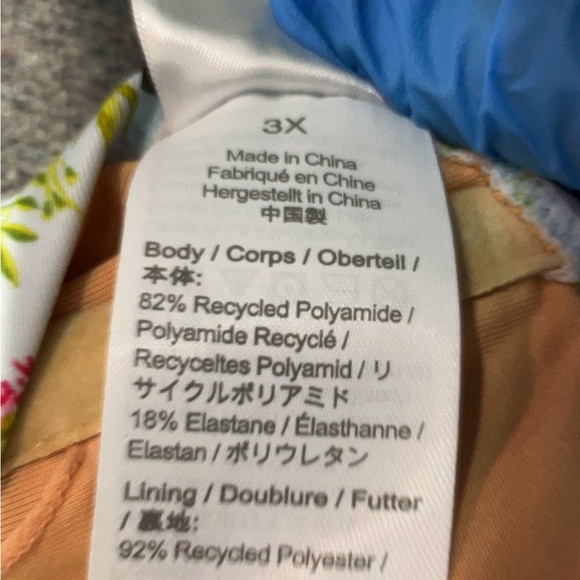 3X
Made in China
Fabriqué en Chine
Hergestellt in China
中国製
Body / Corps / Oberteil /
本体:
82% Recycled Polyamide /
Polyamide Recyclé /
Recyceltes Polyamid / リ
サイクルポリアミド
18% Elastane / Élasthanne /
Elastan / ポリウレタン
Lining / Doublure / Futter
/ 裏地:
92% Recycled Polyester /